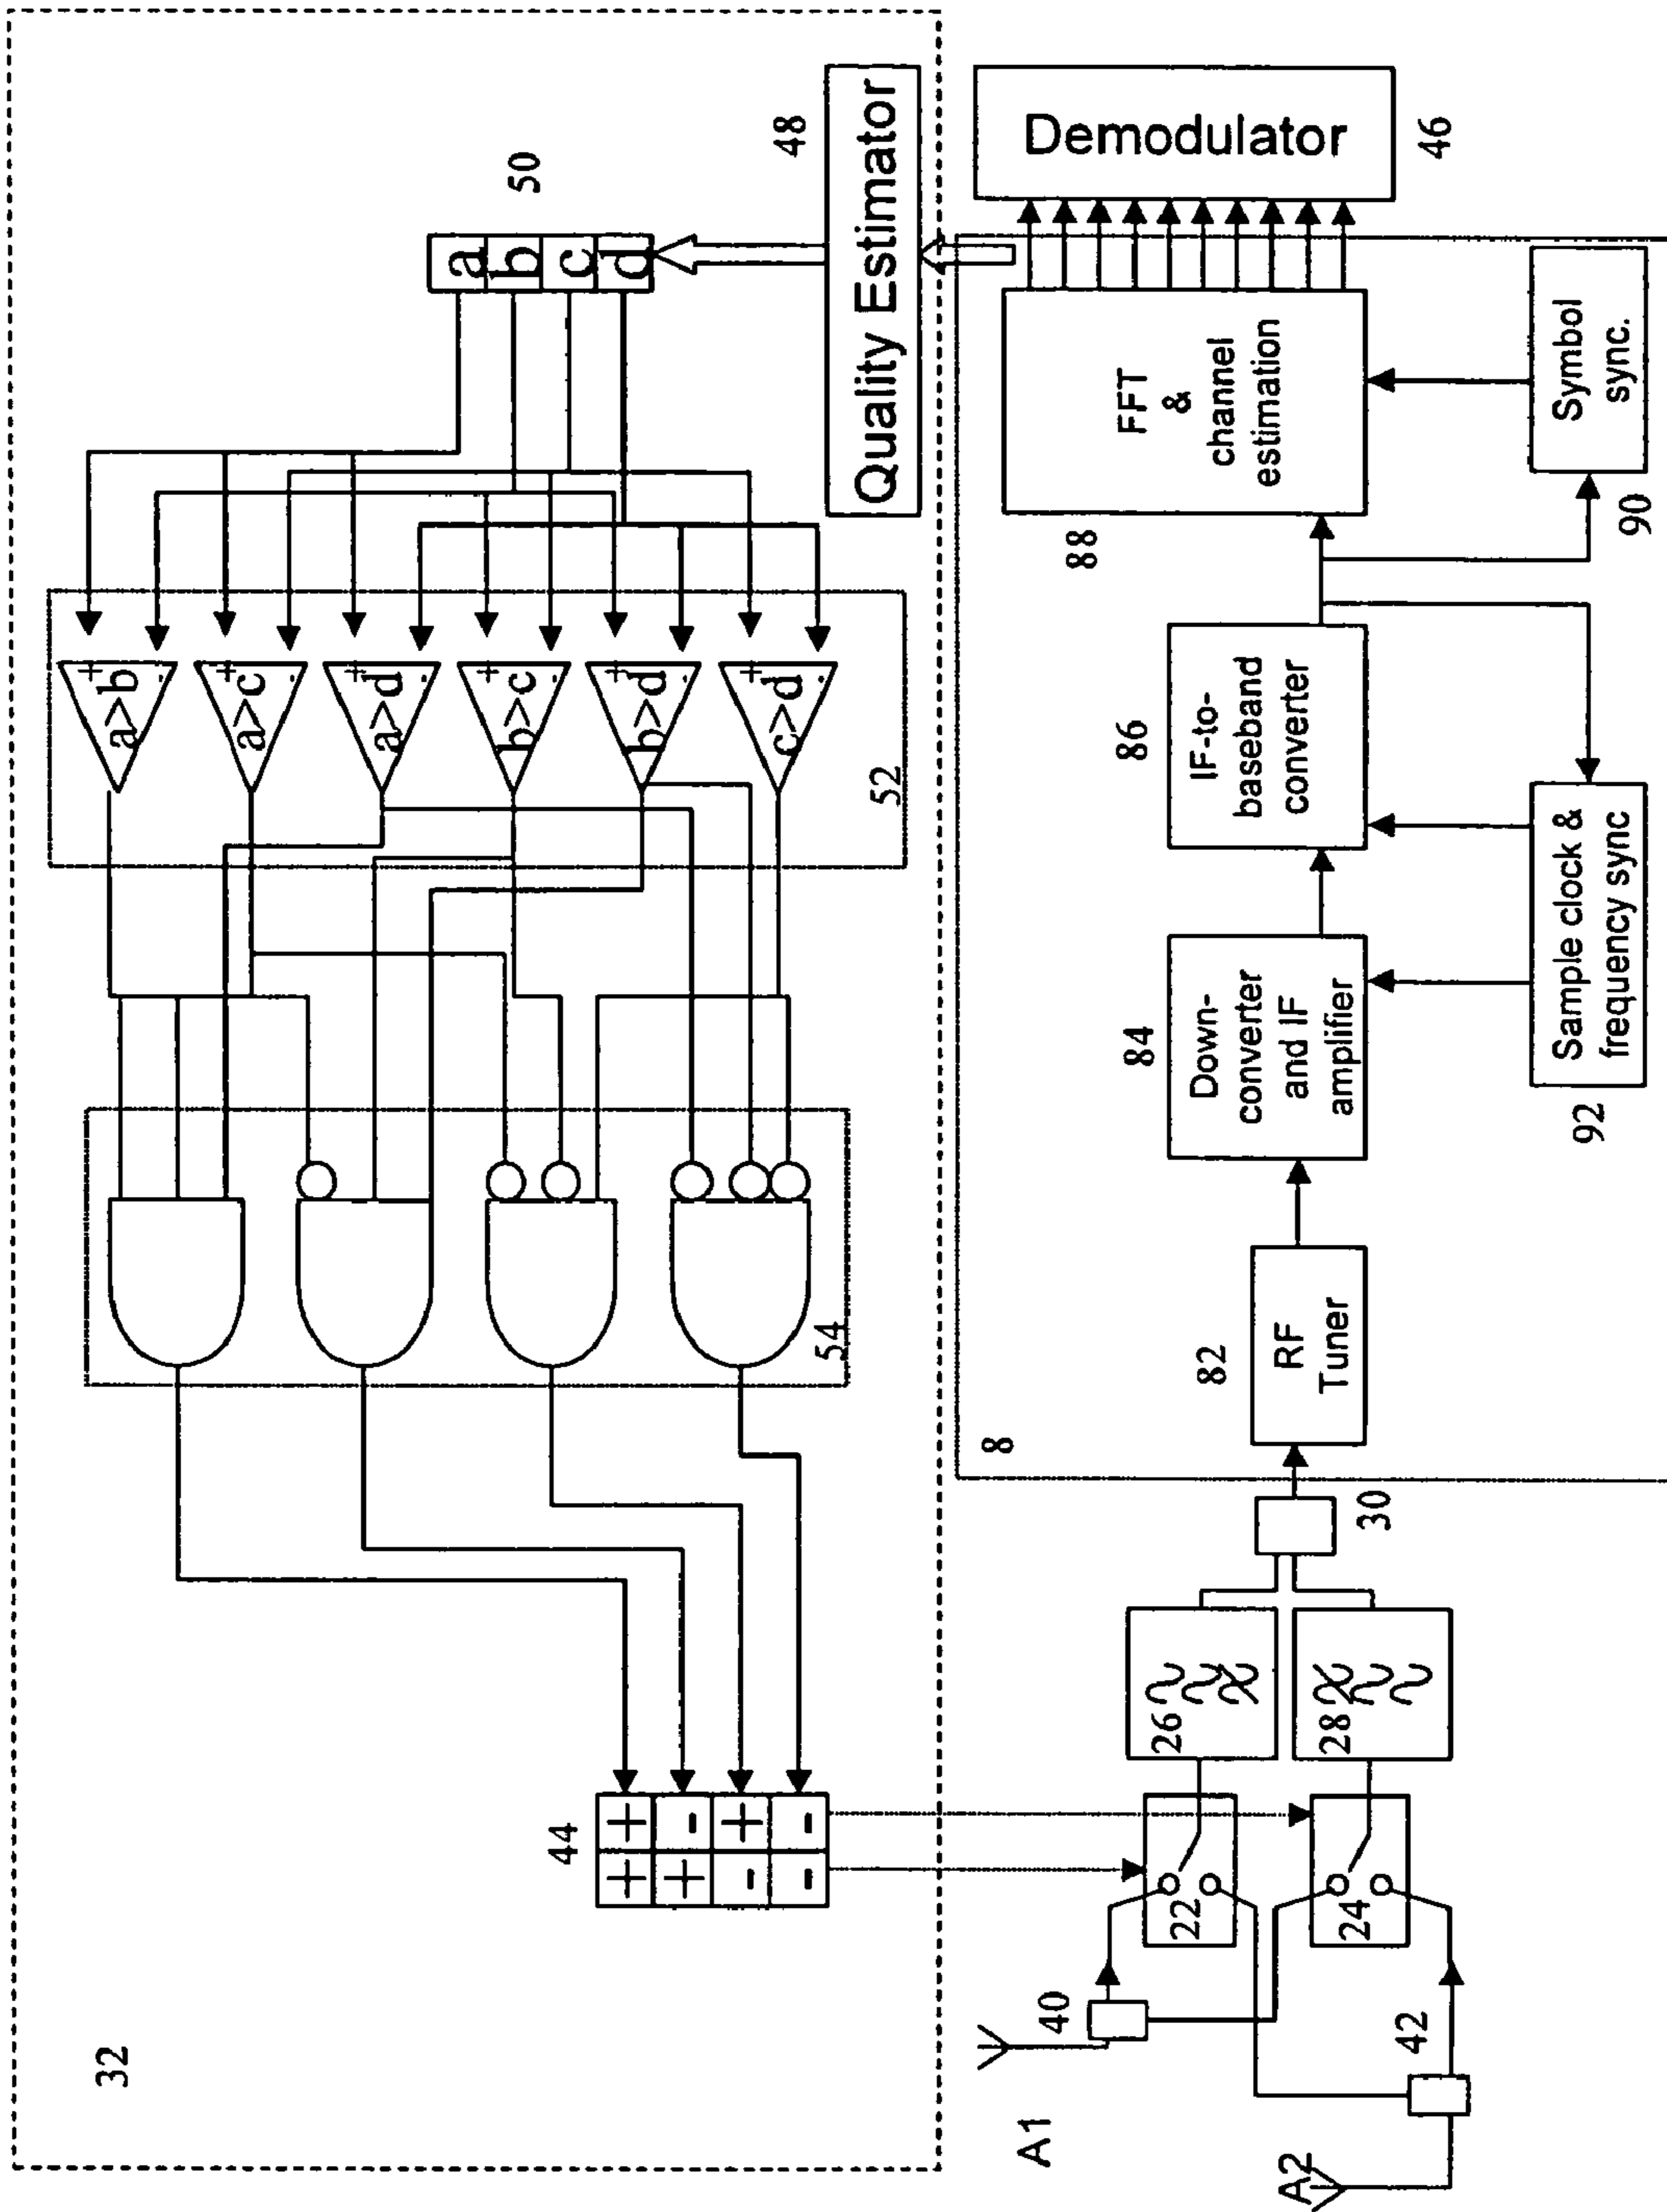 32
44
+ +
+ -
- +
- -
54
52
a>b
+ -
a>c
+ -
a>d
+ -
b>c
+ -
b>d
+ -
c>d
+ -
50
a
b
c
d
48
Quality Estimator
A1
A2
40
42
22
24
26
28
30
8
82
RF
Tuner
84
Down-
converter
and IF
amplifier
86
IF-to-
baseband
converter
88
FFT
&
channel
estimation
Demodulator
46
92
Sample clock &
frequency sync
Symbol
sync.
90